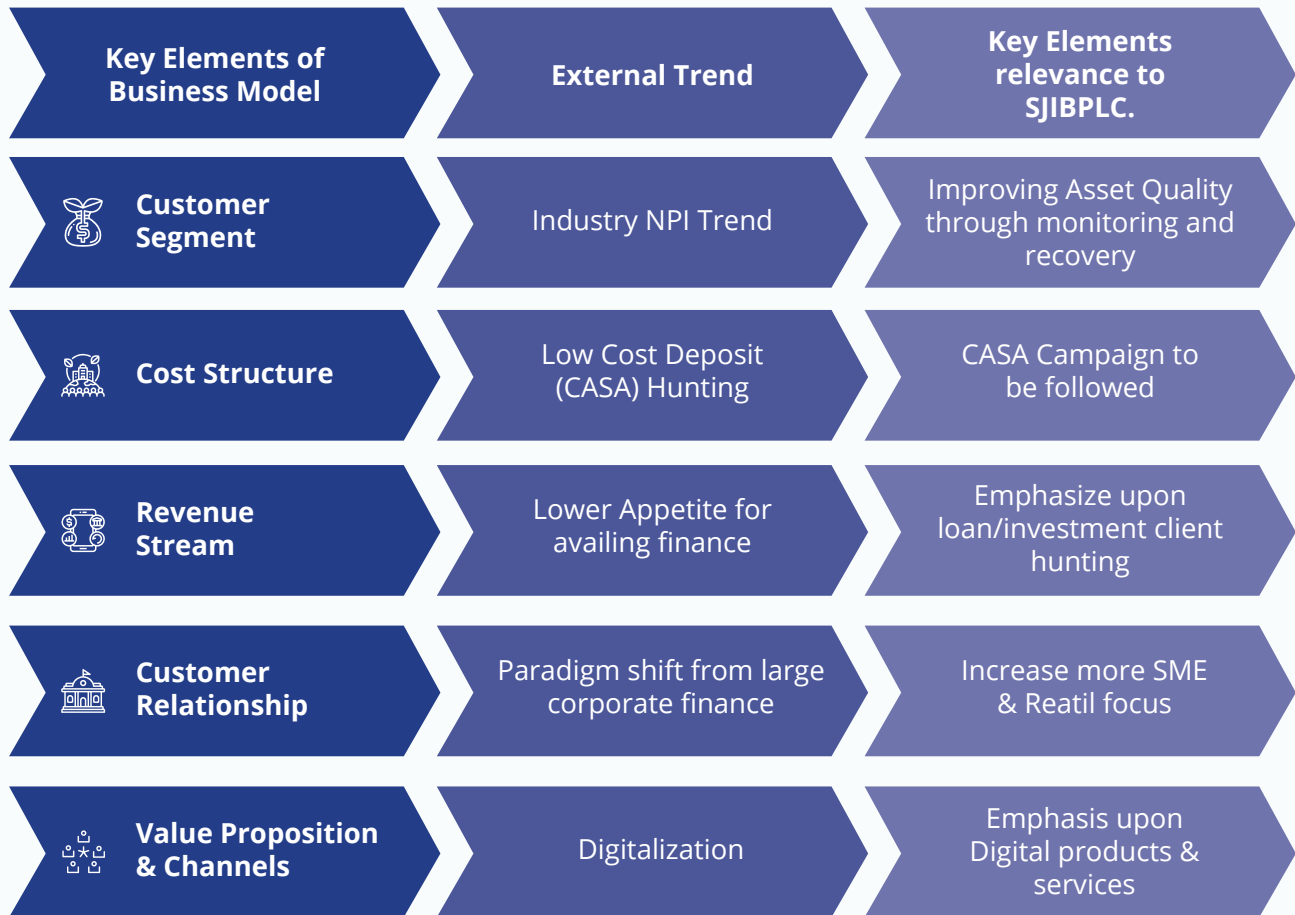 Key Elements of
Business Model
External Trend
Key Elements
relevance to
SJIBPLC.
Customer
Segment
Industry NPI Trend
Improving Asset Quality
through monitoring and
recovery
Cost Structure
Low Cost Deposit
(CASA) Hunting
CASA Campaign to
be followed
Revenue
Stream
Lower Appetite for
availing finance
Emphasize upon
loan/investment client
hunting
Customer
Relationship
Paradigm shift from large
corporate finance
Increase more SME
& Reatil focus
Value Proposition
& Channels
Digitalization
Emphasis upon
Digital products &
services